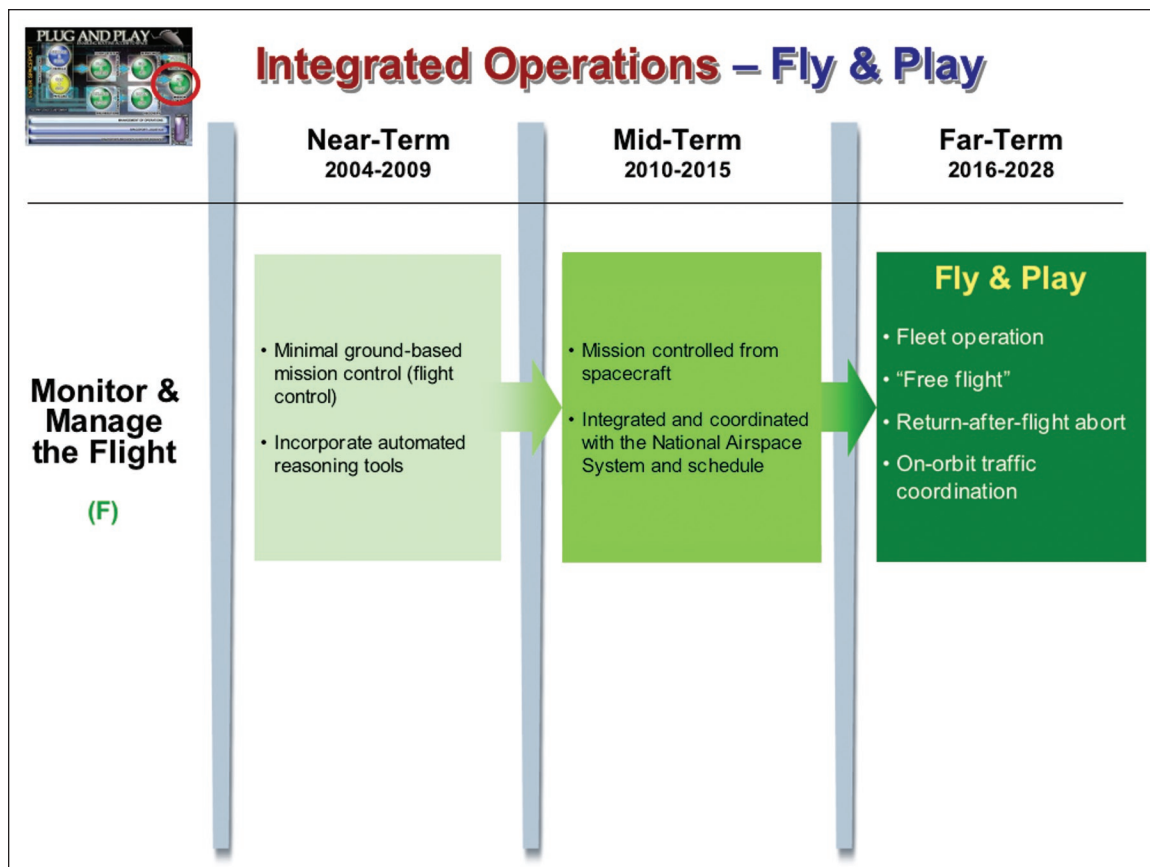 PLUG AND PLAY
Integrated Operations – Fly & Play
Near-Term
2004-2009
Mid-Term
2010-2015
Far-Term
2016-2028
Monitor &
Manage
the Flight
(F)
• Minimal ground-based
mission control (flight
control)
• Incorporate automated
reasoning tools
• Mission controlled from
spacecraft
• Integrated and coordinated
with the National Airspace
System and schedule
Fly & Play
• Fleet operation
• “Free flight”
• Return-after-flight abort
• On-orbit traffic
coordination